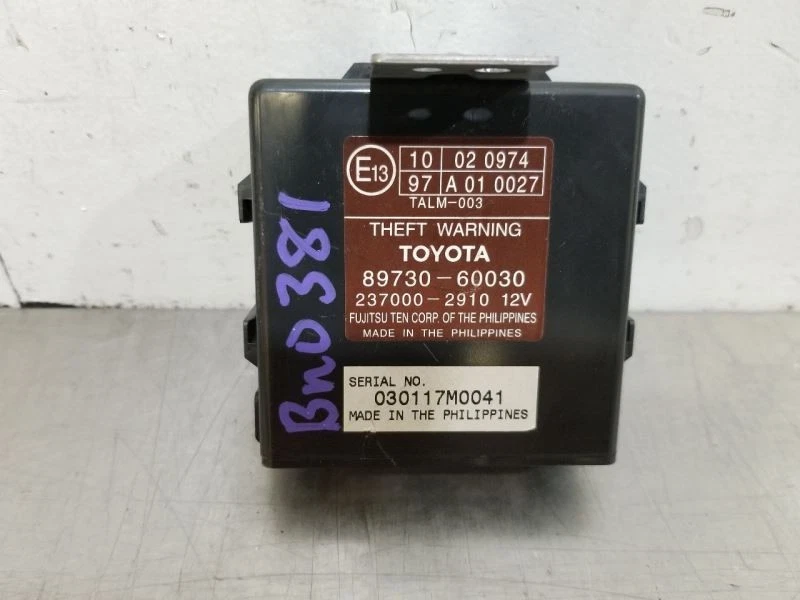 E13
10 02 0974
97 A 01 0027
TALM-003
THEFT WARNING
TOYOTA
89730-60030
237000-2910 12V
FUJITSU TEN CORP. OF THE PHILIPPINES
MADE IN THE PHILIPPINES
SERIAL NO.
030117M0041
MADE IN THE PHILIPPINES
BnO381